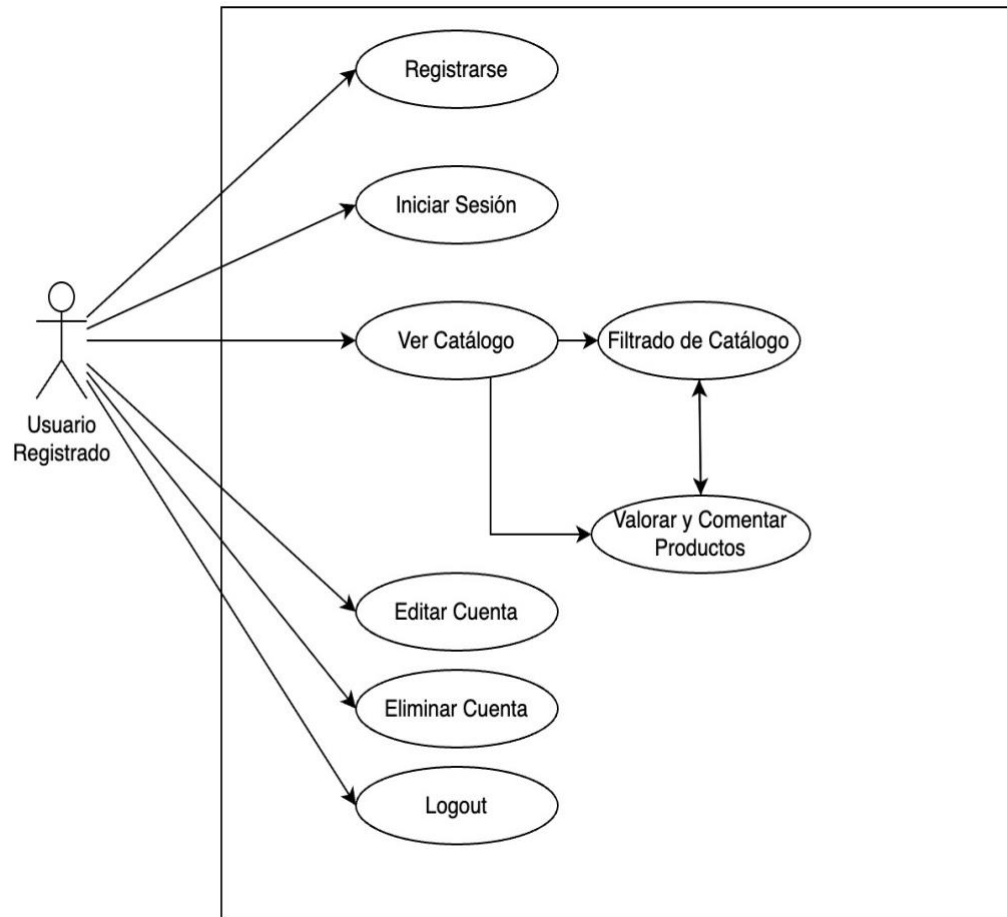 Registrarse
Iniciar Sesión
Ver Catálogo
Filtrado de Catálogo
Usuario
Registrado
Valorar y Comentar
Productos
Editar Cuenta
Eliminar Cuenta
Logout